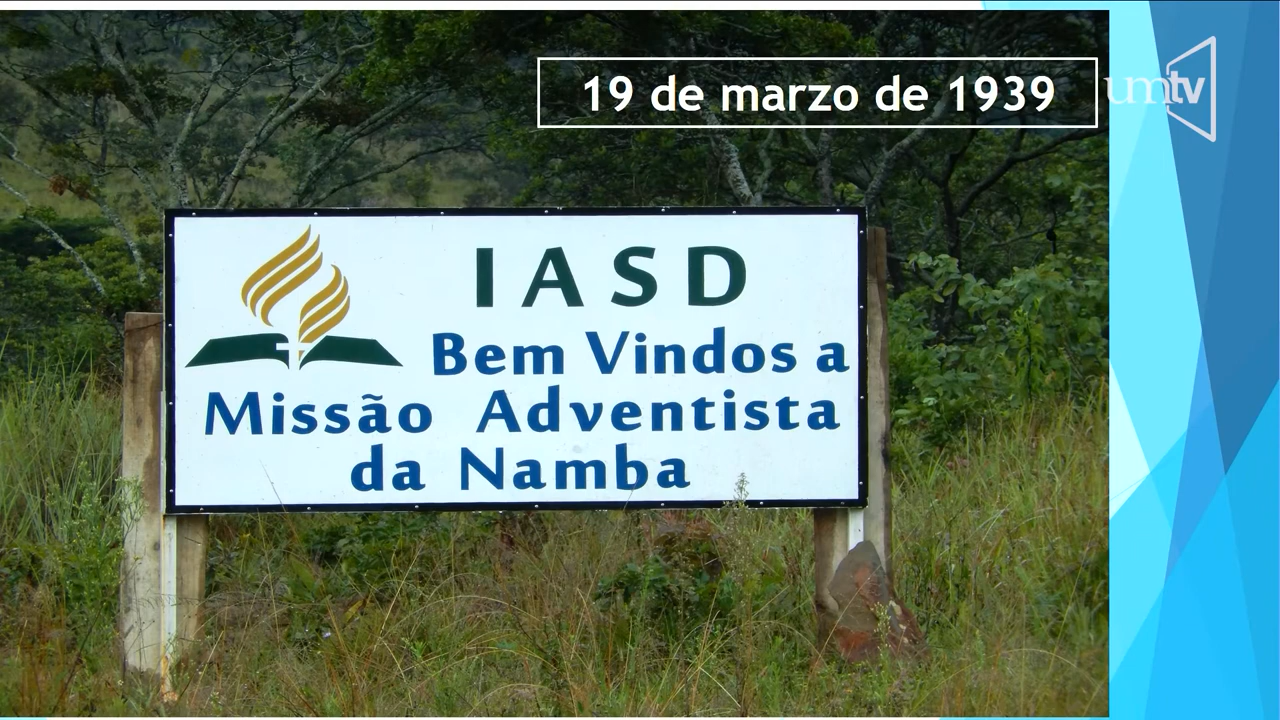 19 de marzo de 1939
umtv
IASD
Bem Vindos a
Missão Adventista
da Namba